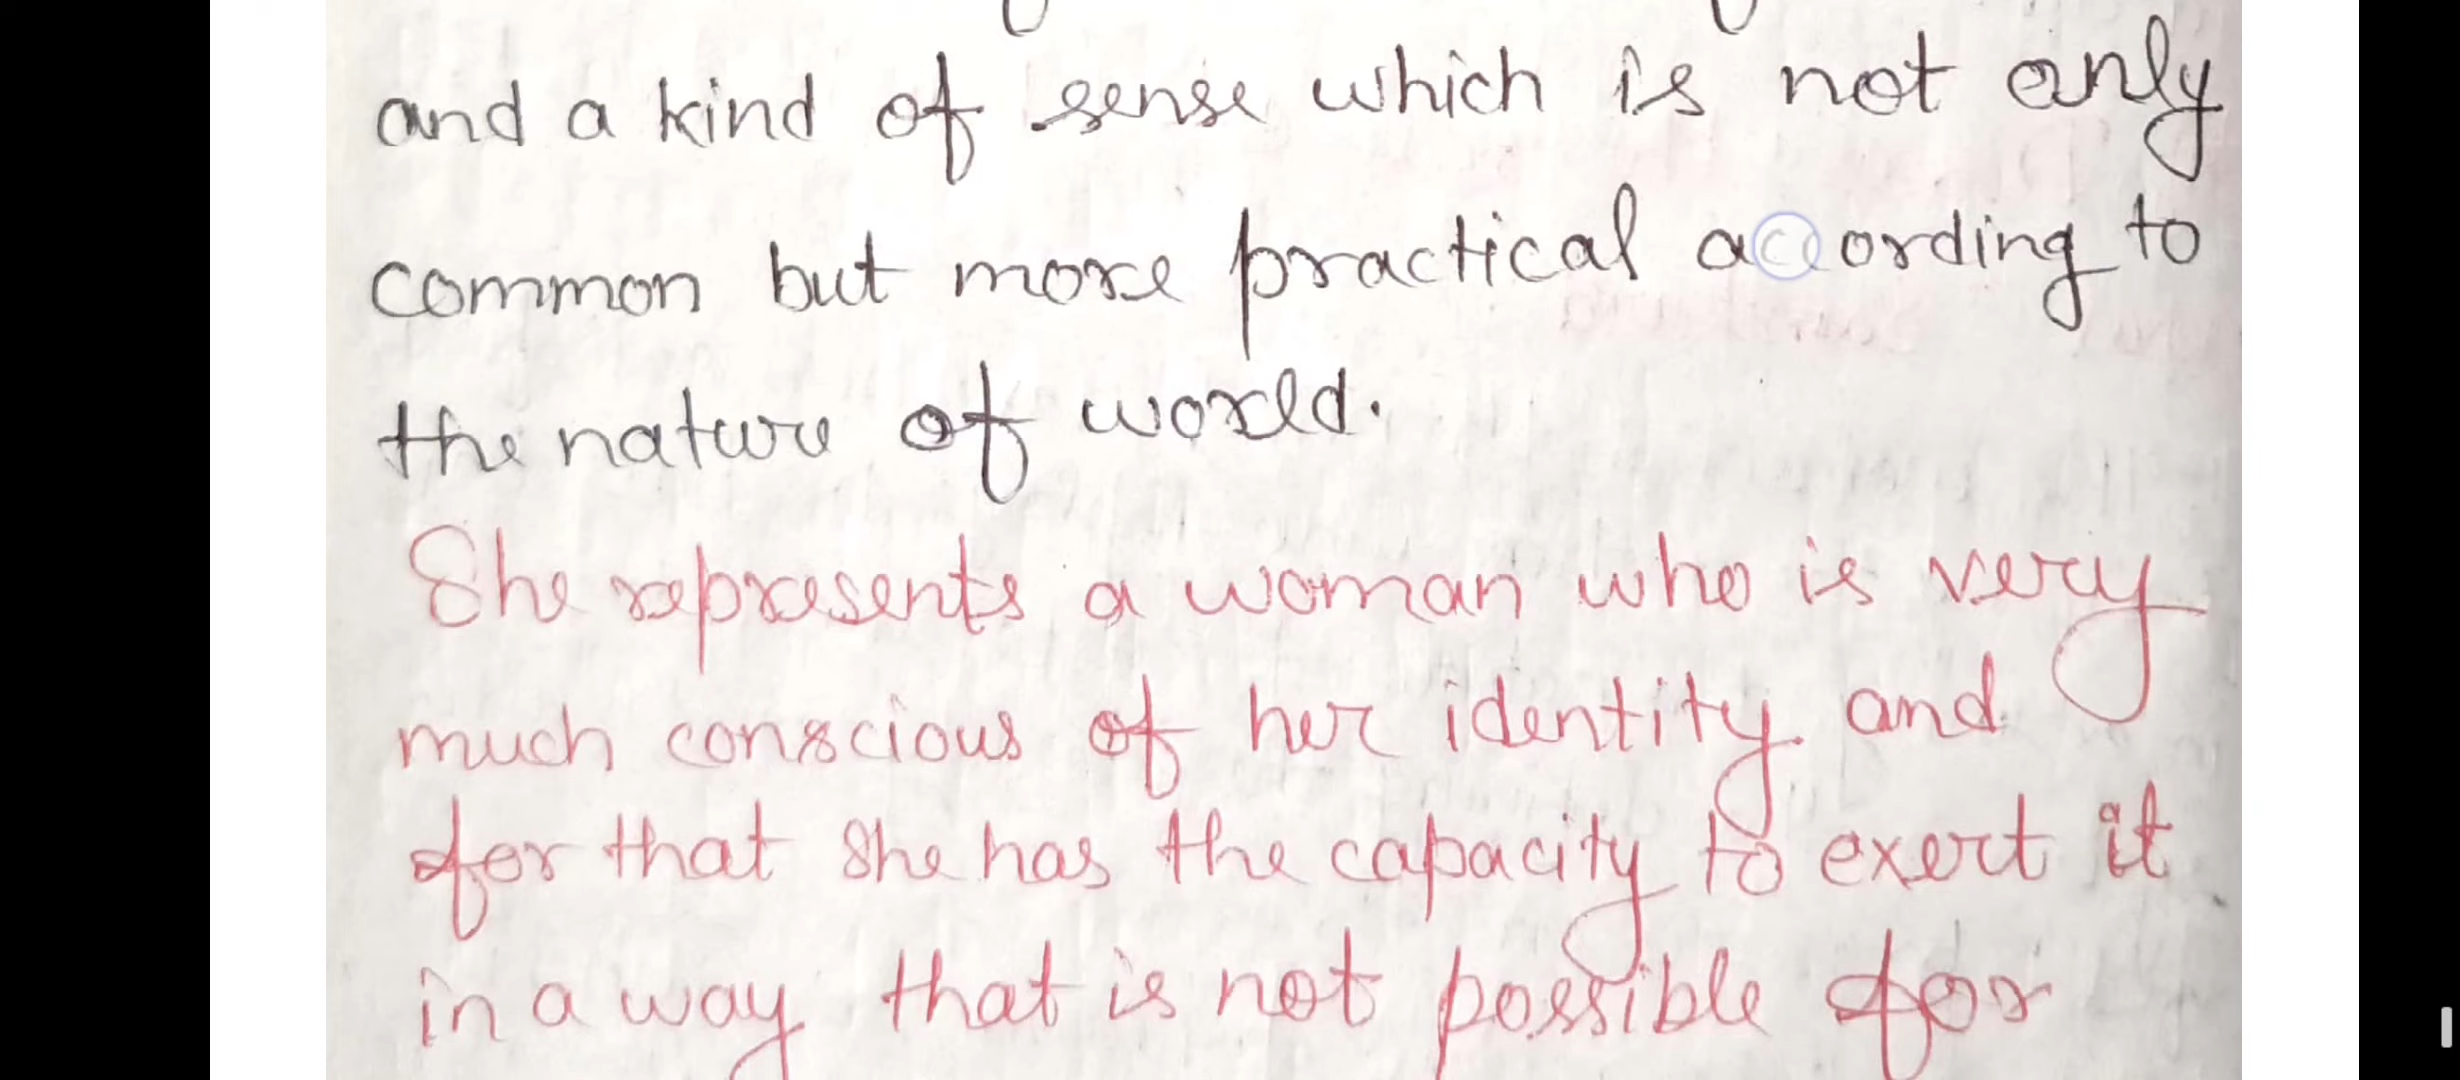 and a kind of sense which is not only
common but more practical according to
the nature of world.
She represents a woman who is very
much conscious of her identity and
for that she has the capacity to exert it
in a way that is not possible for